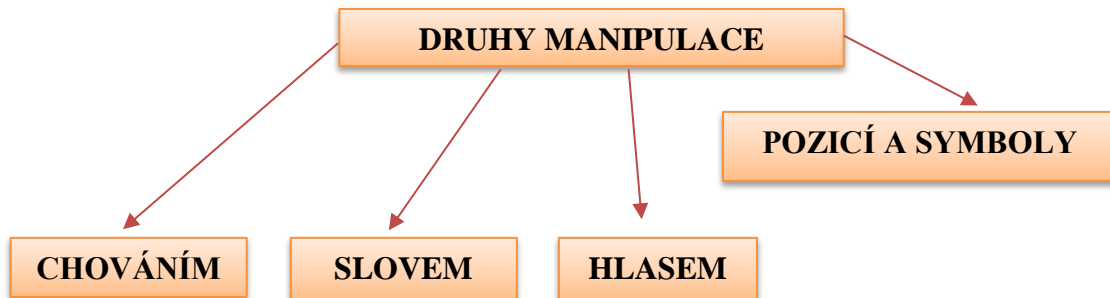 DRUHY MANIPULACE
POZICÍ A SYMBOLY
CHOVÁNÍM
SLOVEM
HLASEM